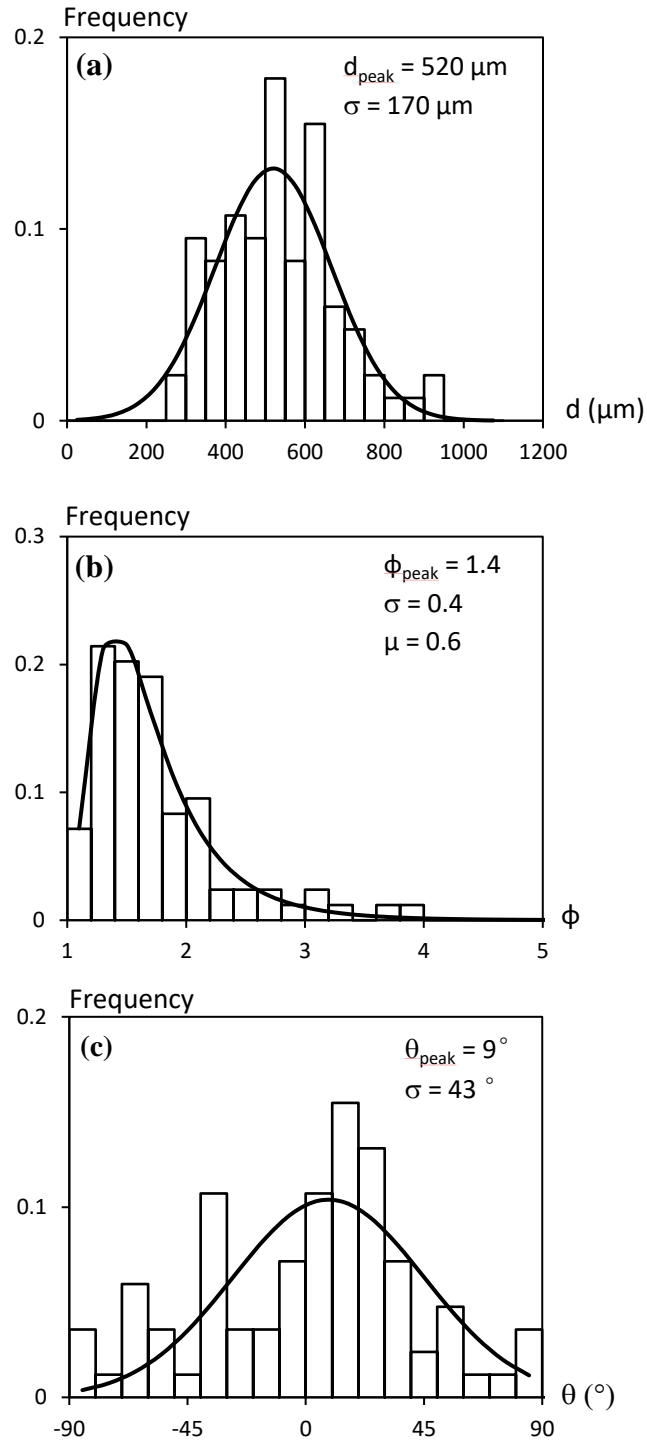 Frequency
0.2
(a)
d_peak = 520 μm
σ = 170 μm
0.1
0
0 200 400 600 800 1000 1200
d (μm)
Frequency
0.3
(b)
ϕ_peak = 1.4
σ = 0.4
μ = 0.6
0.2
0.1
0
1 2 3 4 5
ϕ
Frequency
0.2
(c)
θ_peak = 9°
σ = 43 °
0.1
0
-90 -45 0 45 90
θ (°)